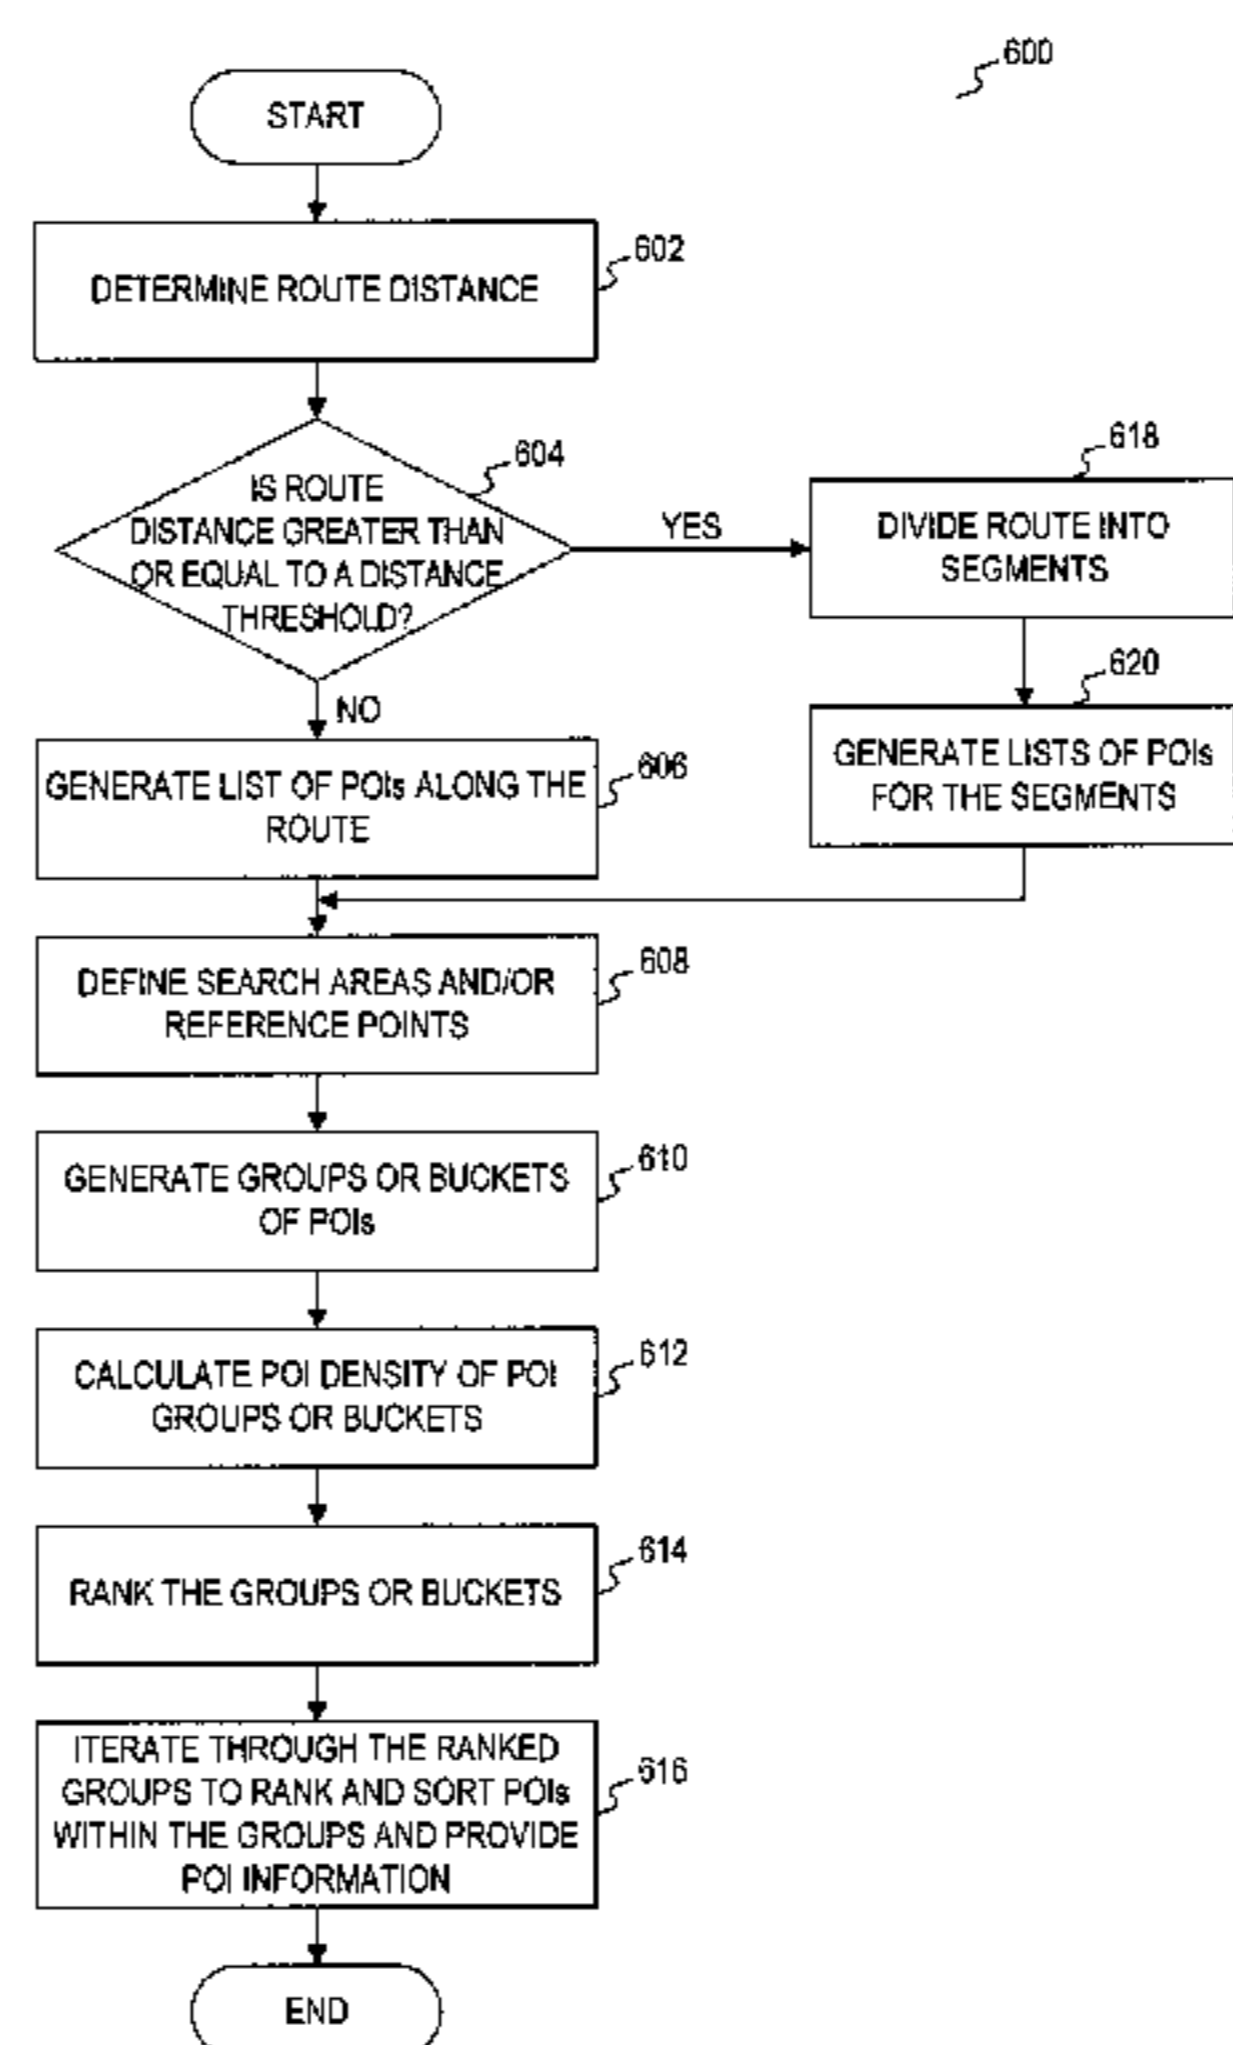 600
START
602
DETERMINE ROUTE DISTANCE
604
IS ROUTE
DISTANCE GREATER THAN
OR EQUAL TO A DISTANCE
THRESHOLD?
YES
618
DIVIDE ROUTE INTO
SEGMENTS
620
GENERATE LISTS OF POIs
FOR THE SEGMENTS
NO
606
GENERATE LIST OF POIs ALONG THE
ROUTE
608
DEFINE SEARCH AREAS AND/OR
REFERENCE POINTS
610
GENERATE GROUPS OR BUCKETS
OF POIs
612
CALCULATE POI DENSITY OF POI
GROUPS OR BUCKETS
614
RANK THE GROUPS OR BUCKETS
616
ITERATE THROUGH THE RANKED
GROUPS TO RANK AND SORT POIs
WITHIN THE GROUPS AND PROVIDE
POI INFORMATION
END